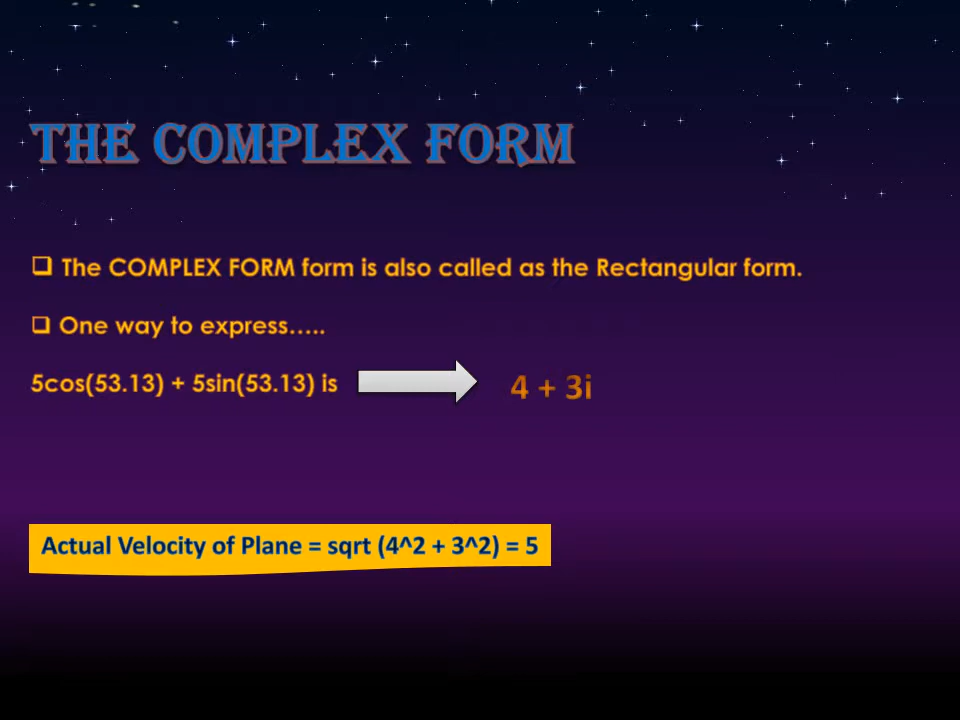 THE COMPLEX FORM
❑ The COMPLEX FORM form is also called as the Rectangular form.
❑ One way to express…..
5cos(53.13) + 5sin(53.13) is
4 + 3i
Actual Velocity of Plane = sqrt (4^2 + 3^2) = 5